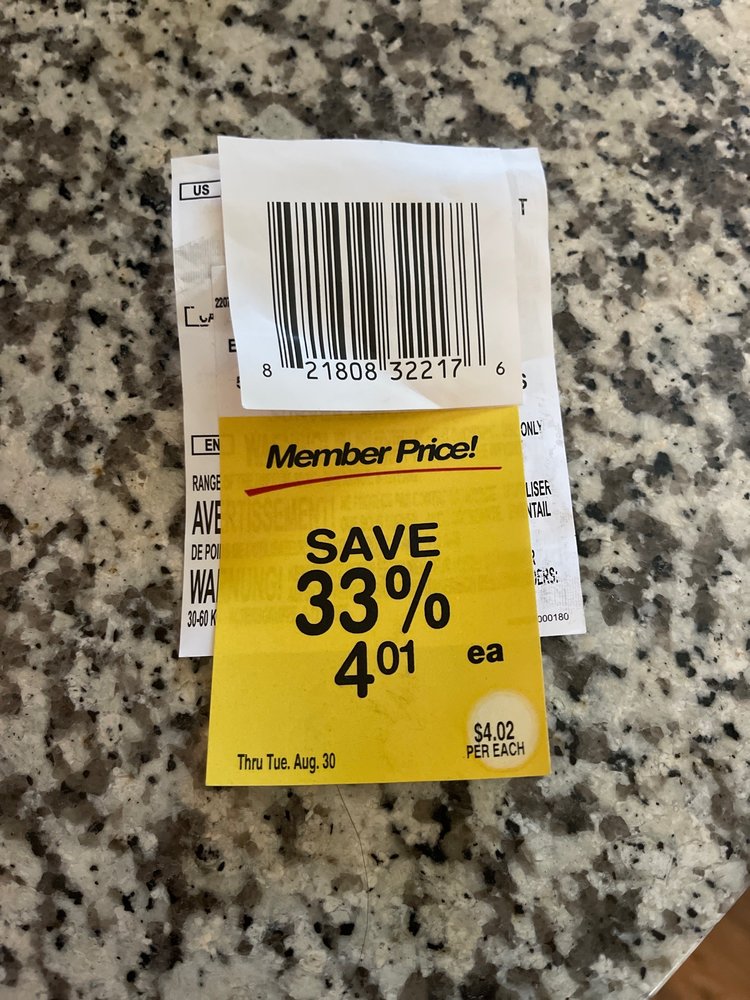 US
T
8 21808 32217 6
EN
ONLY
Member Price!
RANGE
LISER
AVE
NTAIL
SAVE
DE POI
33%
WA
30-60 K
000180
4 01 ea
$4.02
PER EACH
Thru Tue. Aug. 30